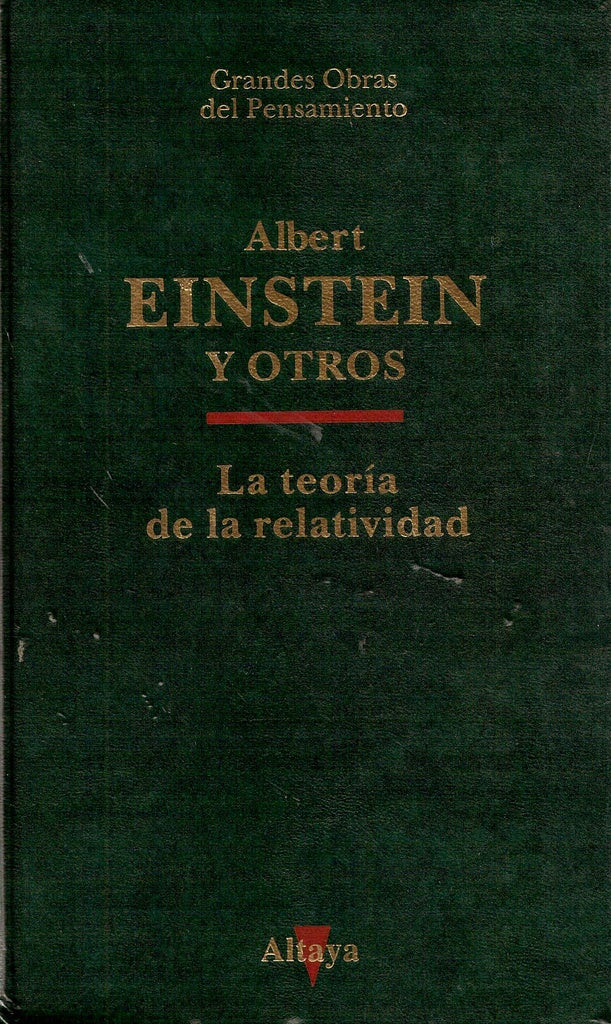 Grandes Obras
del Pensamiento
Albert
EINSTEIN
Y OTROS
La teoría
de la relatividad
Altaya